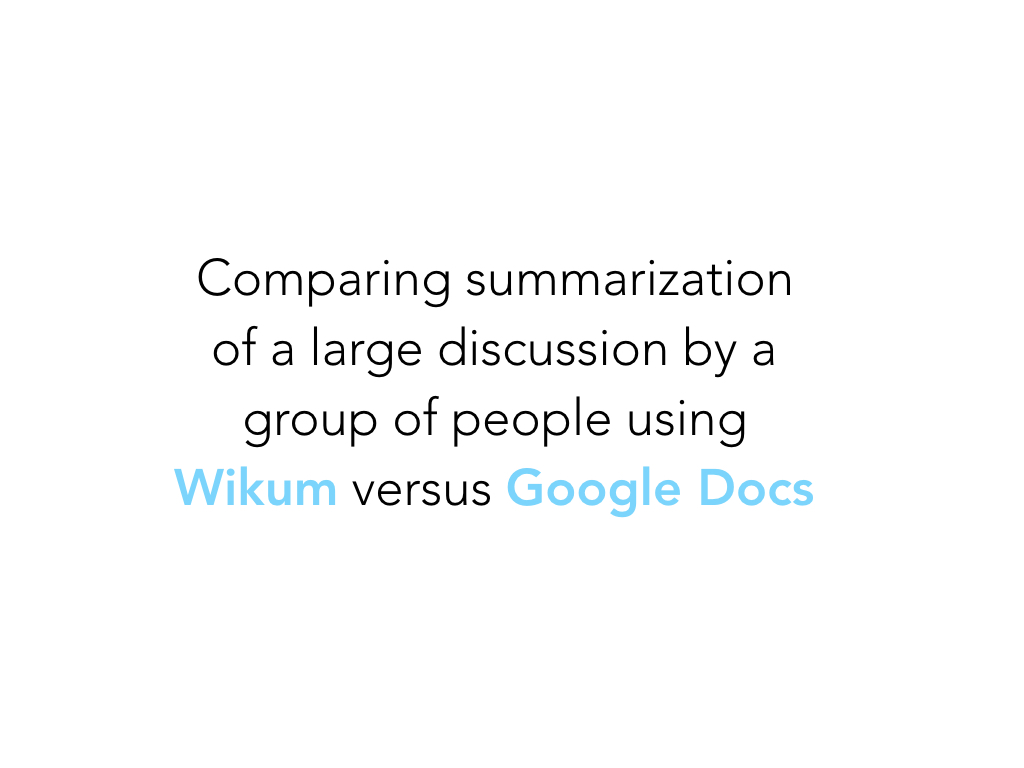 Comparing summarization
of a large discussion by a
group of people using
Wikum versus Google Docs